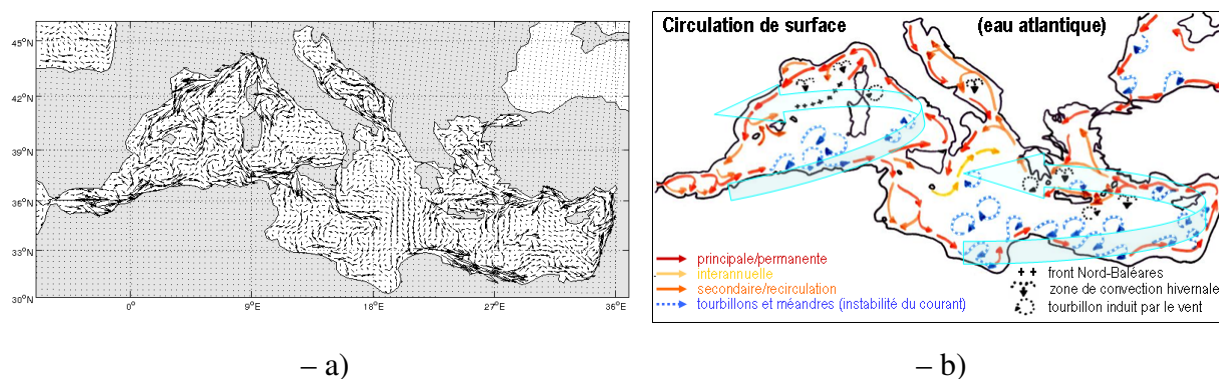 45°N
42°N
39°N
36°N
33°N
30°N
0°
9°E
18°E
27°E
36°E
Circulation de surface (eau atlantique)
principale/permanente
interannuelle
secondaire/recirculation
tourbillons et méandres (instabilité du courant)
front Nord-Baléares
zone de convection hivernale
tourbillon induit par le vent
– a)
– b)